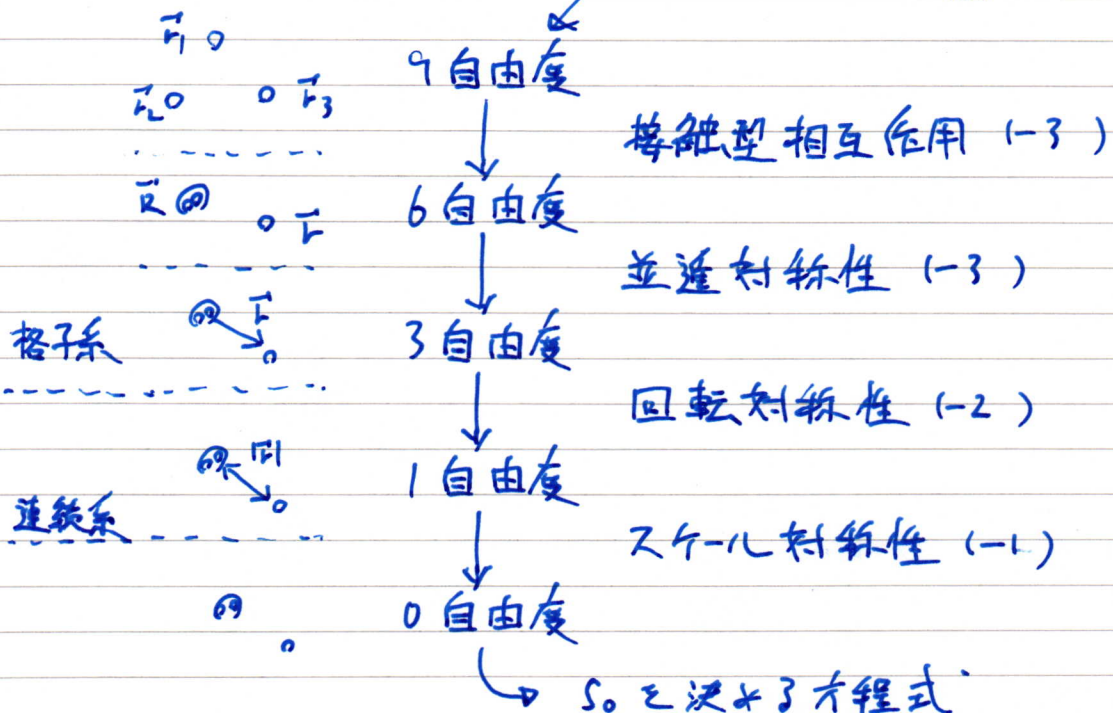 r⃗₁
9自由度
r⃗₂ r⃗₃
接触型相互作用 (-3)
R⃗
6自由度
r⃗
並進対称性 (-3)
r⃗
格子系
3自由度
回転対称性 (-2)
|r⃗|
1自由度
連続系
スケール対称性 (-1)
0自由度
S₀を決める方程式